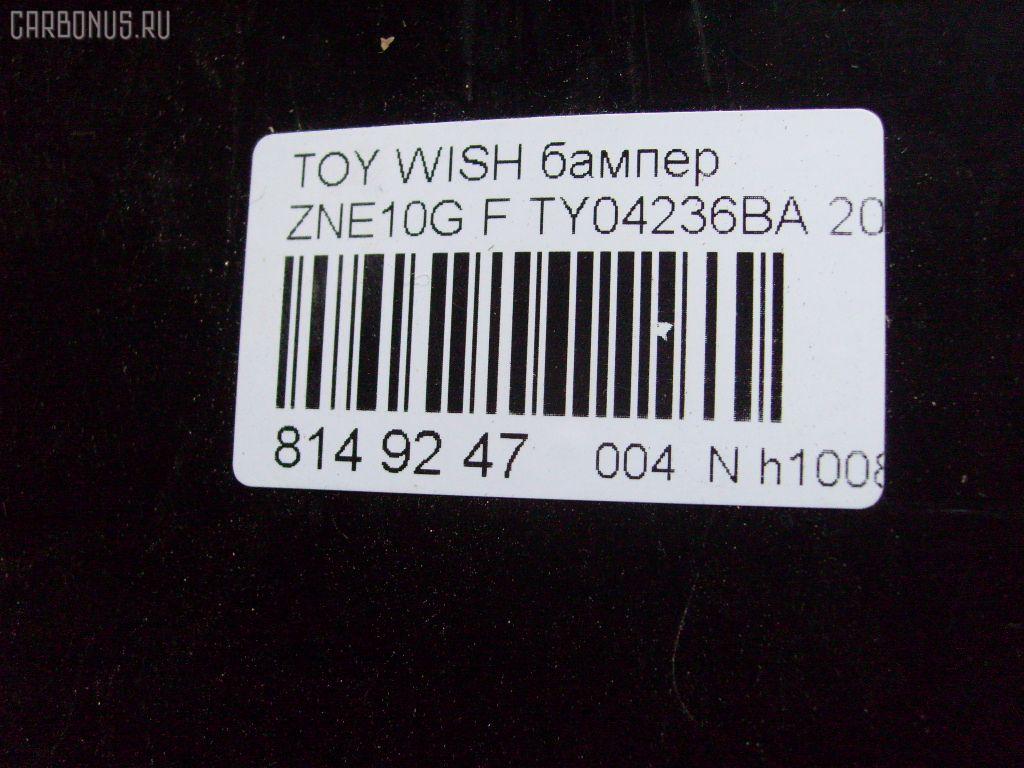 CARBONUS.RU
TOY WISH бампер
ZNE10G F TY04236BA 20
814 92 47 004 N h1008